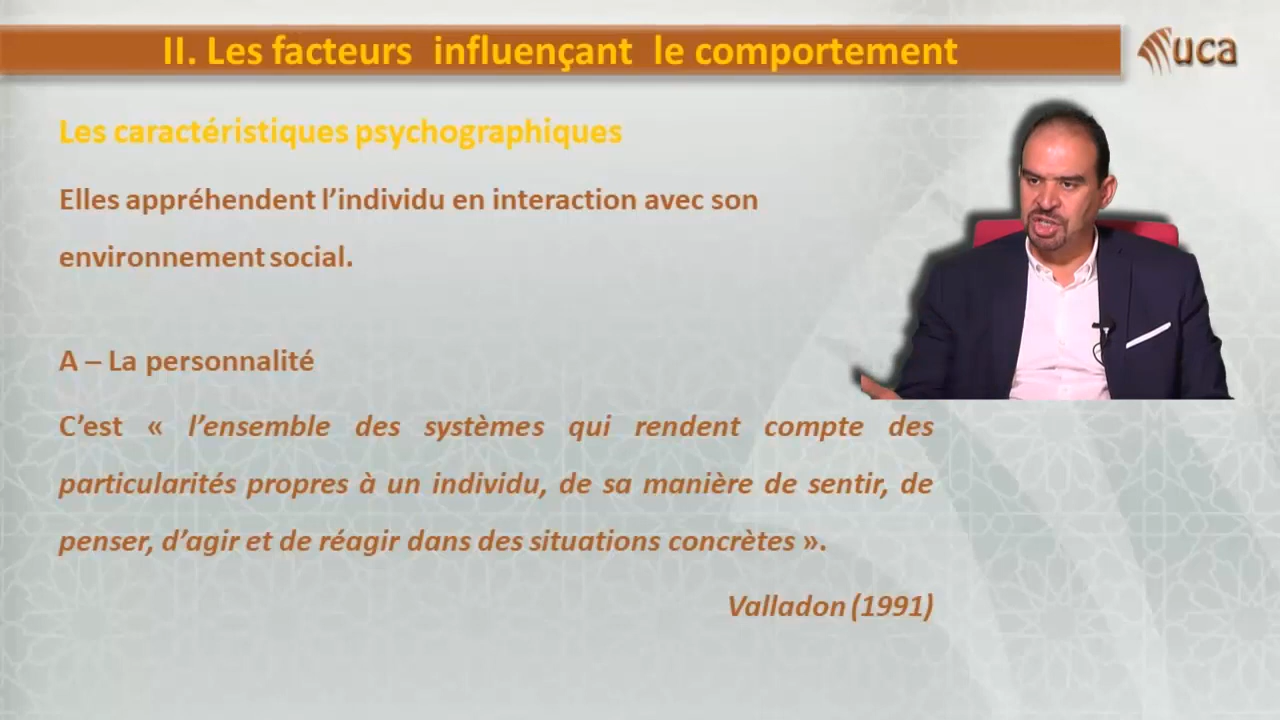 II. Les facteurs influençant le comportement
uca
Les caractéristiques psychographiques
Elles appréhendent l’individu en interaction avec son
environnement social.
A – La personnalité
C’est « l’ensemble des systèmes qui rendent compte des
particularités propres à un individu, de sa manière de sentir, de
penser, d’agir et de réagir dans des situations concrètes ».
Valladon (1991)